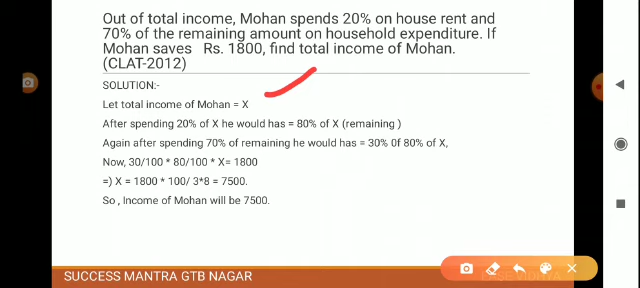 Out of total income, Mohan spends 20% on house rent and
70% of the remaining amount on household expenditure. If
Mohan saves Rs. 1800, find total income of Mohan.
(CLAT-2012)
SOLUTION:-
Let total income of Mohan = X
After spending 20% of X he would has = 80% of X (remaining )
Again after spending 70% of remaining he would has = 30% 0f 80% of X,
Now, 30/100 * 80/100 * X= 1800
=) X = 1800 * 100/ 3*8 = 7500.
So , Income of Mohan will be 7500.
SUCCESS MANTRA GTB NAGAR